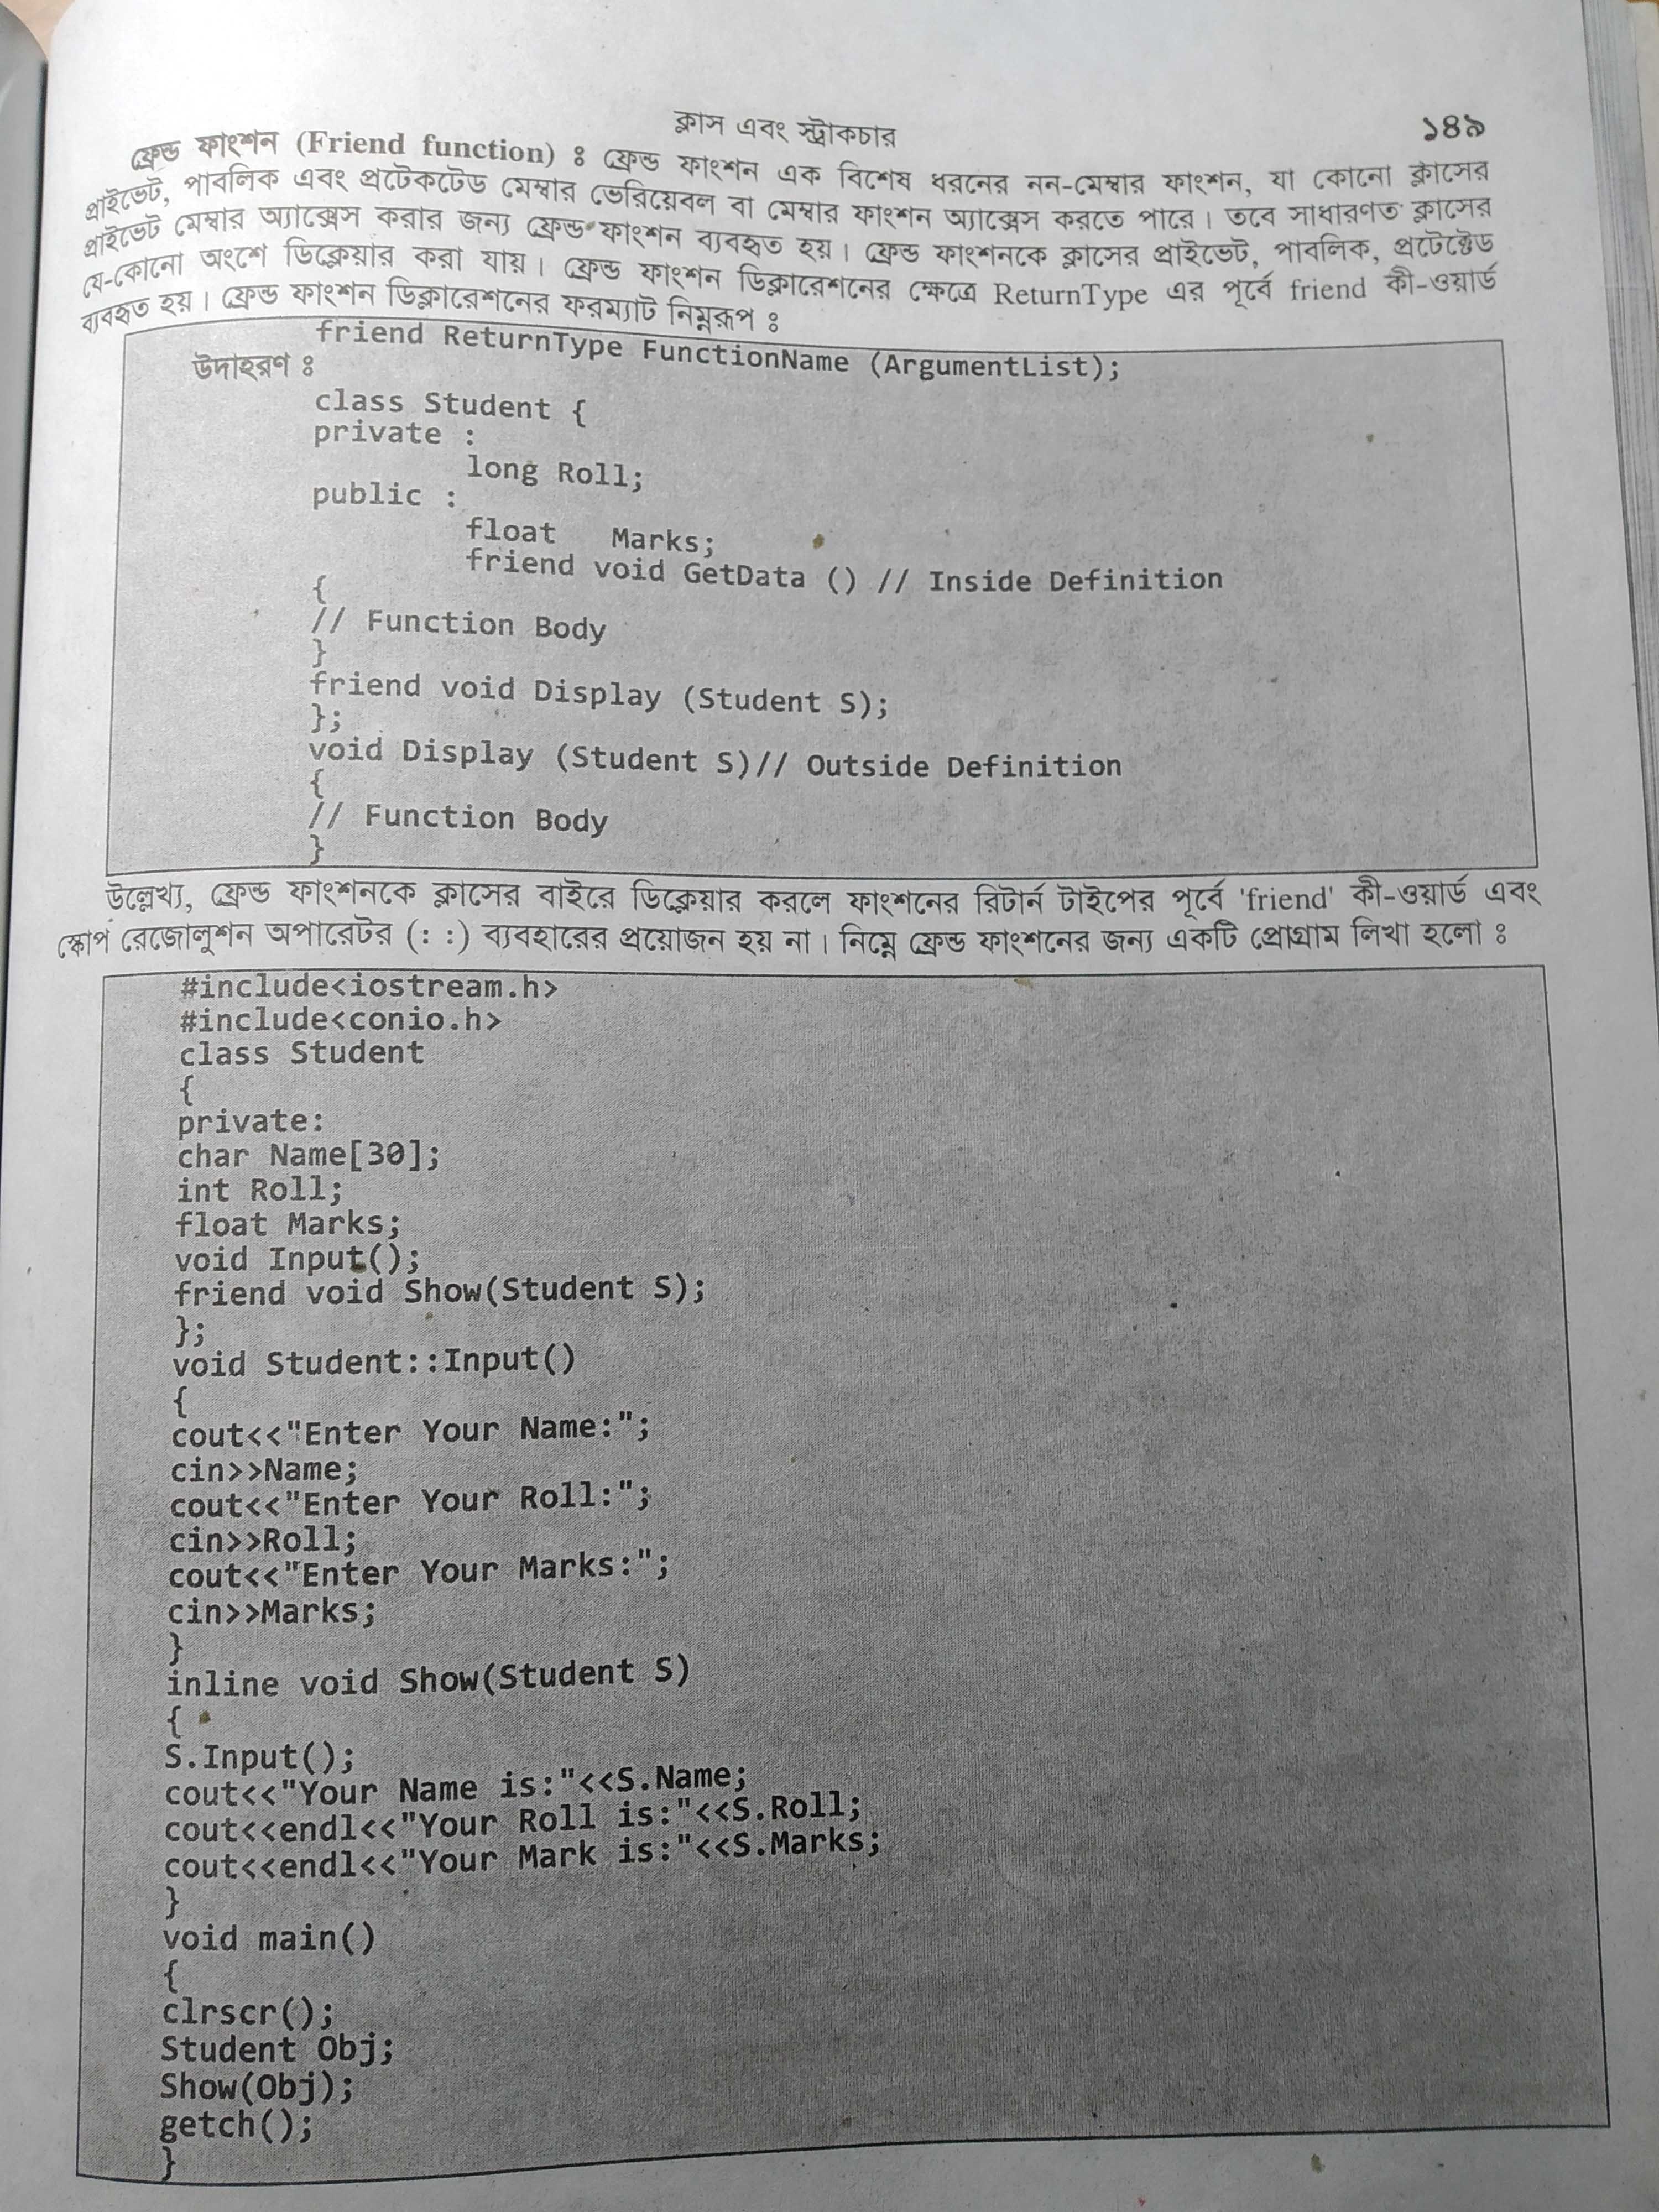 ক্লাস এবং স্ট্রাকচার
১৪৯
ফ্রেন্ড ফাংশন (Friend function) ঃ ফ্রেন্ড ফাংশন এক বিশেষ ধরনের নন-মেম্বার ফাংশন, যা কোনো ক্লাসের
প্রাইভেট, পাবলিক এবং প্রটেকটেড মেম্বার ভেরিয়েবল বা মেম্বার ফাংশন অ্যাক্সেস করতে পারে। তবে সাধারণত ক্লাসের
প্রাইভেট মেম্বার অ্যাক্সেস করার জন্য ফ্রেন্ড ফাংশন ব্যবহৃত হয়। ফ্রেন্ড ফাংশনকে ক্লাসের প্রাইভেট, পাবলিক, প্রটেক্টেড
যে-কোনো অংশে ডিক্লেয়ার করা যায়। ফ্রেন্ড ফাংশন ডিক্লারেশনের ক্ষেত্রে ReturnType এর পূর্বে friend কী-ওয়ার্ড
ব্যবহৃত হয়। ফ্রেন্ড ফাংশন ডিক্লারেশনের ফরম্যাট নিম্নরূপ ঃ
friend ReturnType FunctionName (ArgumentList);
উদাহরণ ঃ
class Student {
private :
long Roll;
public :
float Marks;
friend void GetData () // Inside Definition
{
// Function Body
}
friend void Display (Student S);
};
void Display (Student S)// Outside Definition
{
// Function Body
}
উল্লেখ্য, ফ্রেন্ড ফাংশনকে ক্লাসের বাইরে ডিক্লেয়ার করলে ফাংশনের রিটার্ন টাইপের পূর্বে 'friend' কী-ওয়ার্ড এবং
স্কোপ রেজোলুশন অপারেটর (: :) ব্যবহারের প্রয়োজন হয় না। নিম্নে ফ্রেন্ড ফাংশনের জন্য একটি প্রোগ্রাম লিখা হলো ঃ
#include<iostream.h>
#include<conio.h>
class Student
{
private:
char Name[30];
int Roll;
float Marks;
void Input();
friend void Show(Student S);
};
void Student::Input()
{
cout<<"Enter Your Name:";
cin>>Name;
cout<<"Enter Your Roll:";
cin>>Roll;
cout<<"Enter Your Marks:";
cin>>Marks;
}
inline void Show(Student S)
{
S.Input();
cout<<"Your Name is:"<<S.Name;
cout<<endl<<"Your Roll is:"<<S.Roll;
cout<<endl<<"Your Mark is:"<<S.Marks;
}
void main()
{
clrscr();
Student Obj;
Show(Obj);
getch();
}